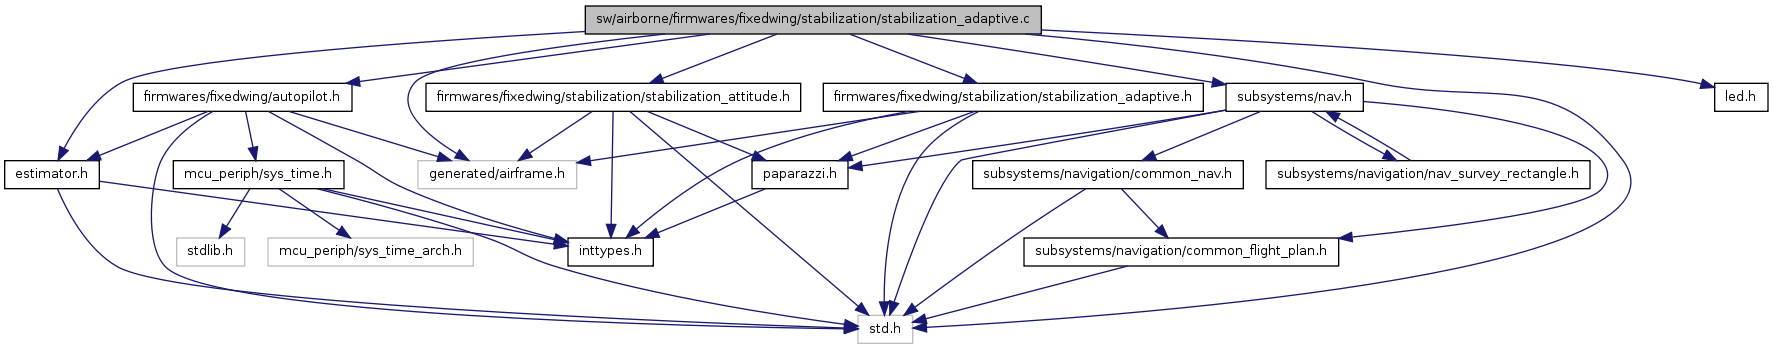 sw/airborne/firmwares/fixedwing/stabilization/stabilization_adaptive.c
firmwares/fixedwing/autopilot.h
firmwares/fixedwing/stabilization/stabilization_attitude.h
firmwares/fixedwing/stabilization/stabilization_adaptive.h
subsystems/nav.h
led.h
estimator.h
mcu_periph/sys_time.h
generated/airframe.h
paparazzi.h
subsystems/navigation/common_nav.h
subsystems/navigation/nav_survey_rectangle.h
stdlib.h
mcu_periph/sys_time_arch.h
inttypes.h
subsystems/navigation/common_flight_plan.h
std.h